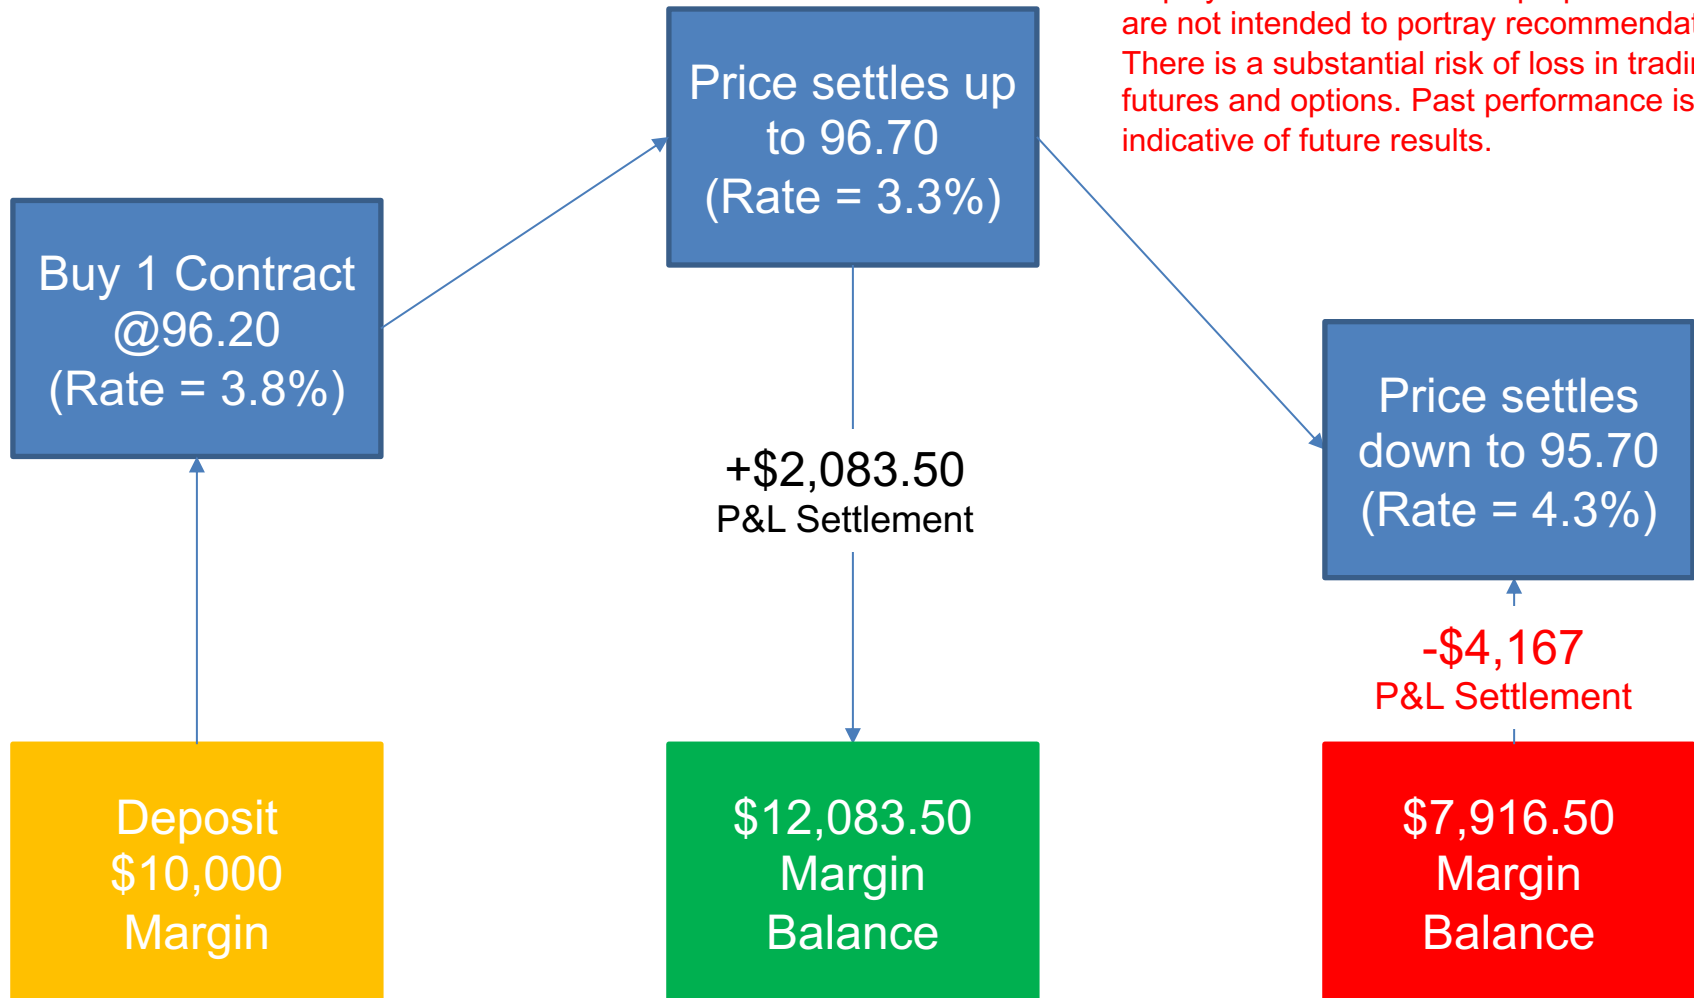 are not intended to portray
There is a substantial risk of loss in
futures and options. Past performance is
indicative of future results.
Price settles up
to 96.70
(Rate = 3.3%)
Buy 1 Contract
@96.20
(Rate = 3.8%)
Price settles
down to 95.70
(Rate = 4.3%)
+$2,083.50
P&L Settlement
-$4,167
P&L Settlement
Deposit
$10,000
Margin
$12,083.50
Margin
Balance
$7,916.50
Margin
Balance